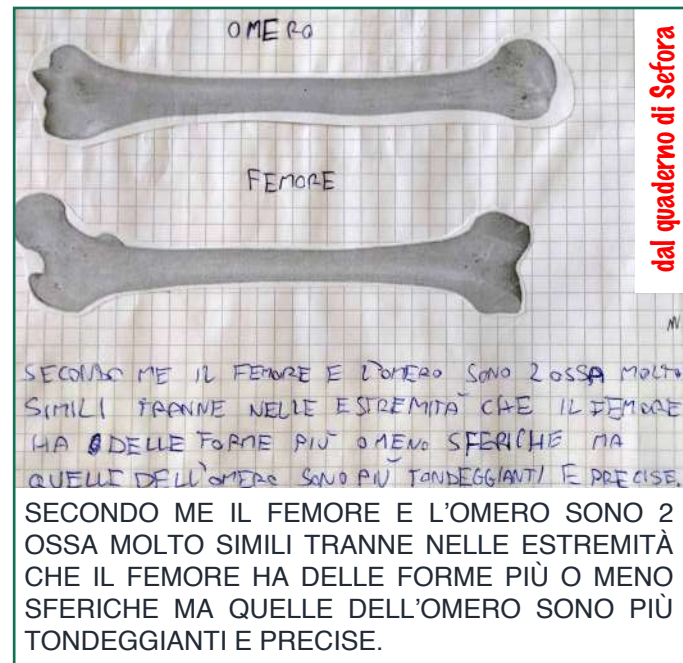 OMERO
dal quaderno di Sefora
FEMORE
SECONDO ME IL FEMORE E L'OMERO SONO 2 OSSA MOLTO
SIMILI TRANNE NELLE ESTREMITÀ CHE IL FEMORE
HA DELLE FORME PIÙ O MENO SFERICHE MA
QUELLE DELL'OMERO SONO PIÙ TONDEGGIANTI E PRECISE.
SECONDO ME IL FEMORE E L'OMERO SONO 2
OSSA MOLTO SIMILI TRANNE NELLE ESTREMITÀ
CHE IL FEMORE HA DELLE FORME PIÙ O MENO
SFERICHE MA QUELLE DELL'OMERO SONO PIÙ
TONDEGGIANTI E PRECISE.